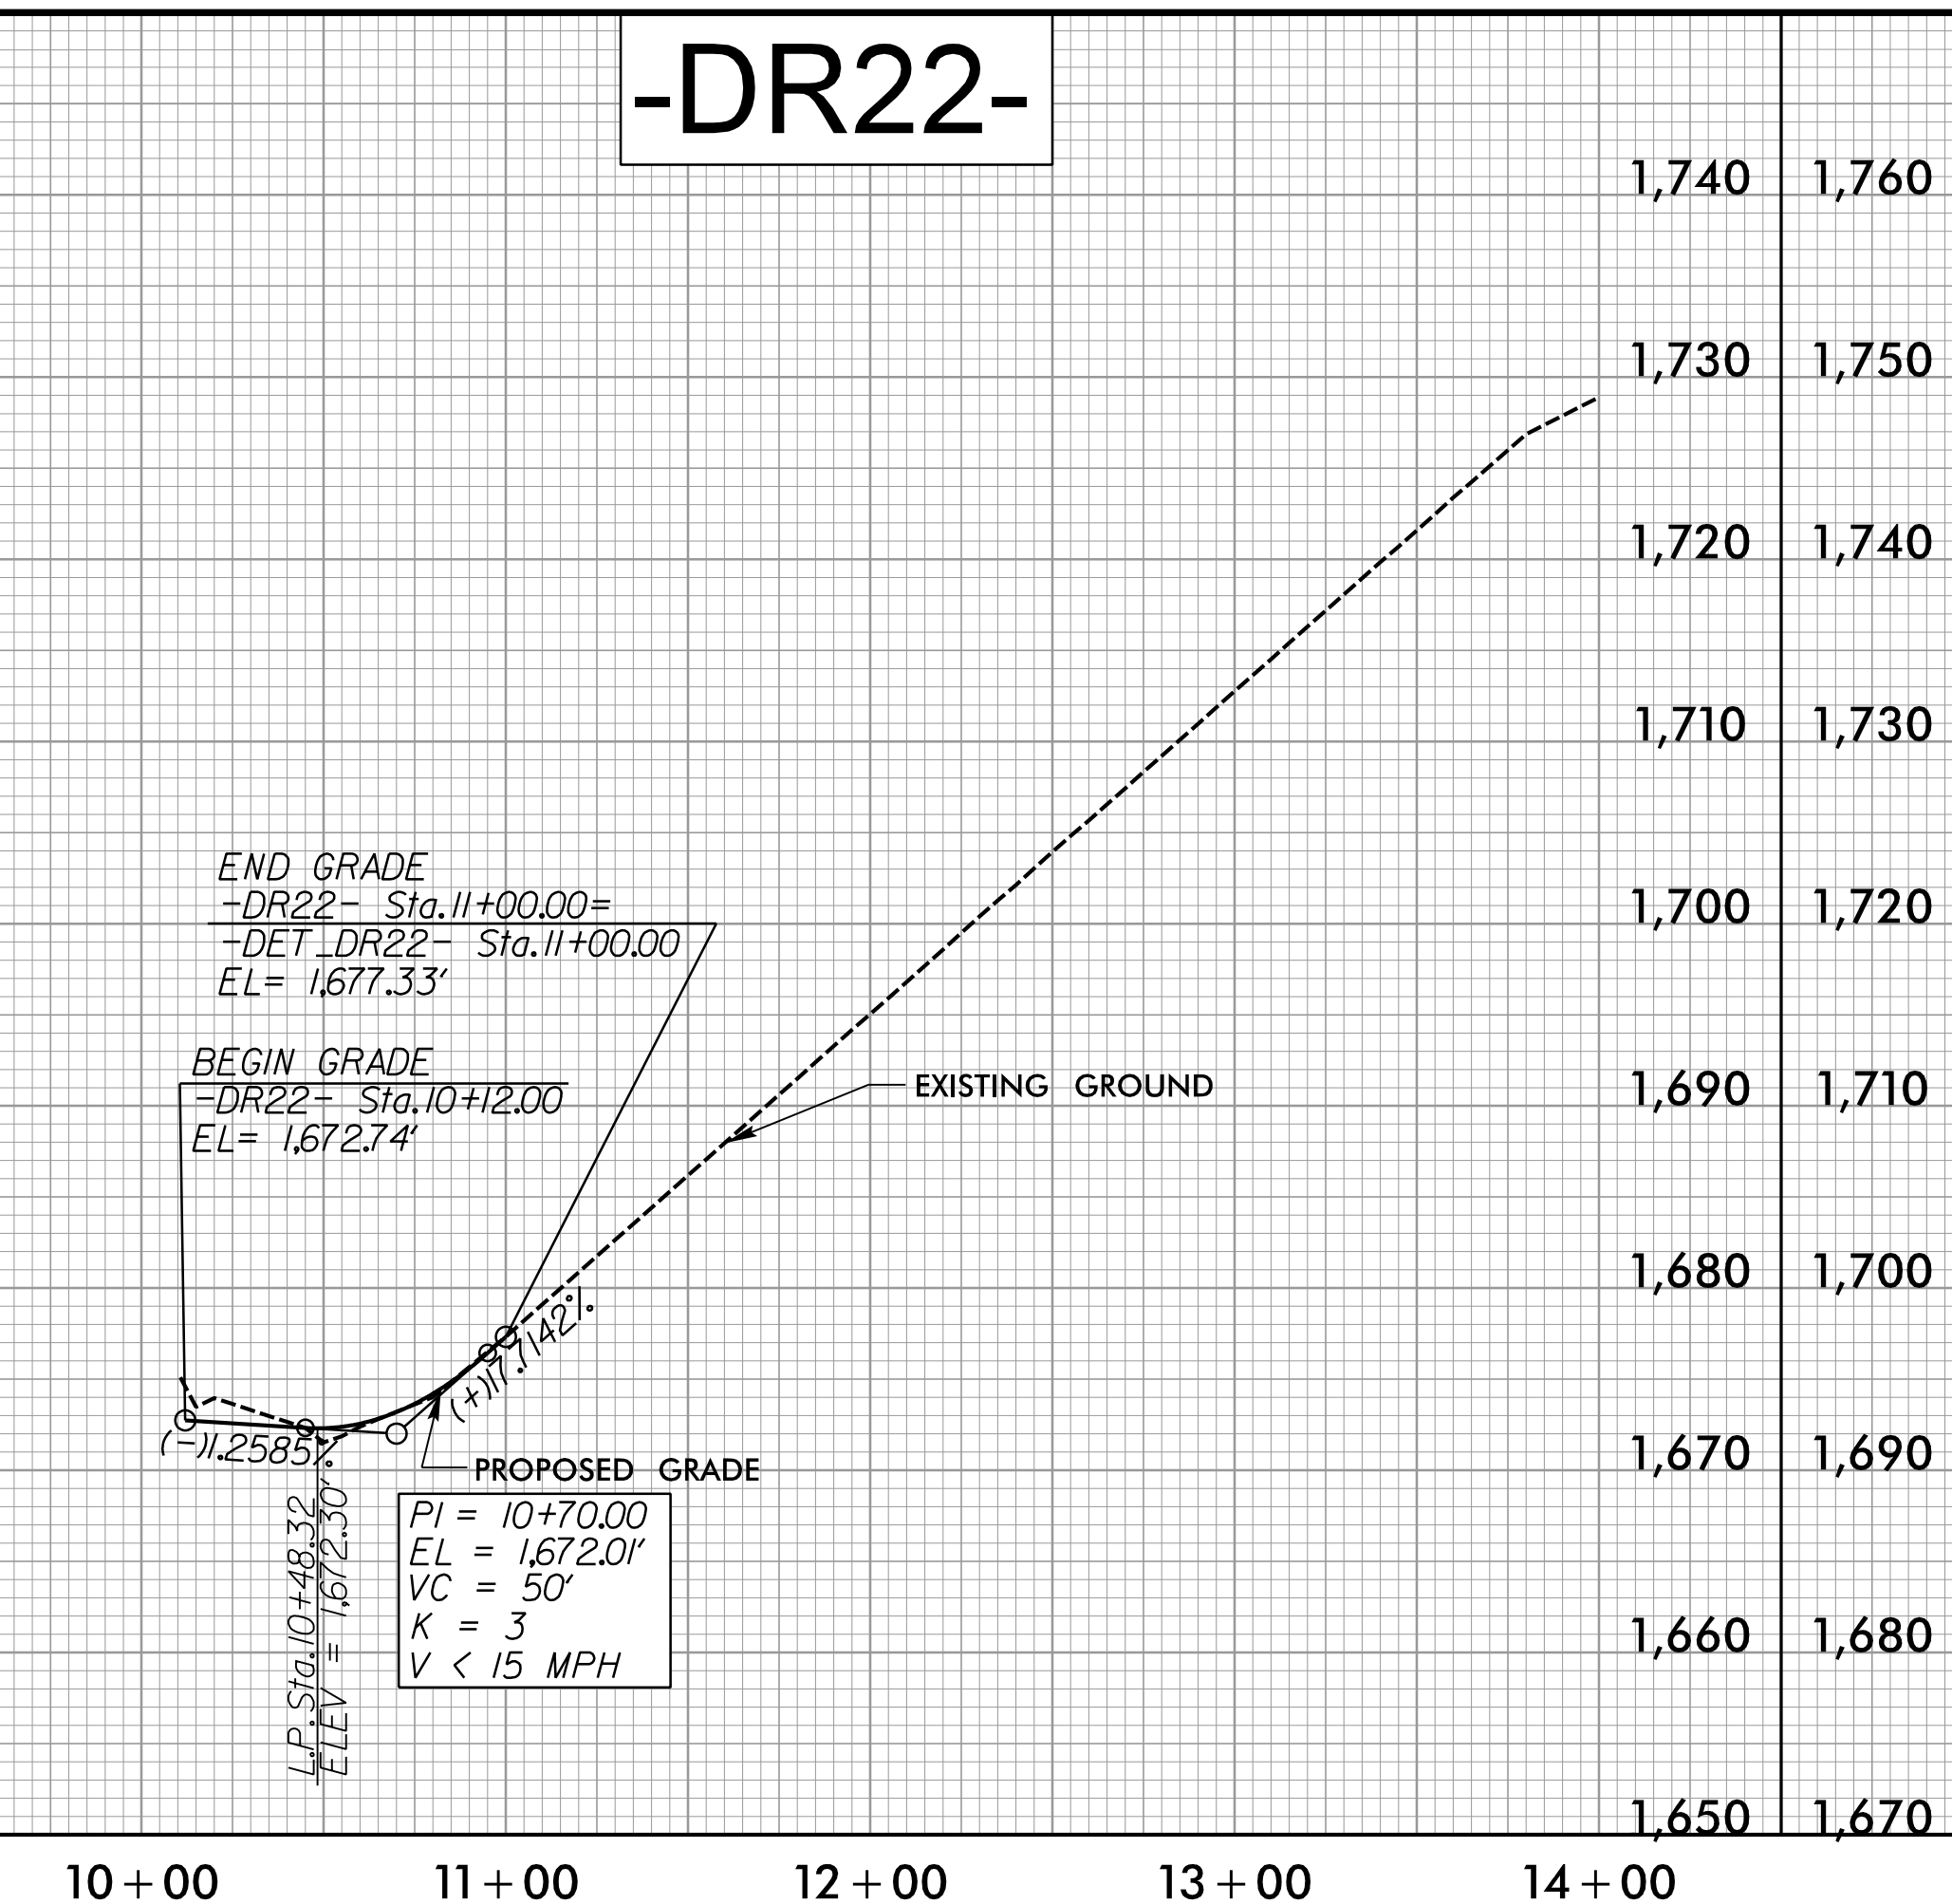 -DR22-
1,740 1,760
1,730 1,750
1,720 1,740
1,710 1,730
1,700 1,720
1,690 1,710
1,680 1,700
1,670 1,690
1,660 1,680
1,650 1,670
END GRADE
-DR22- Sta.11+00.00=
-DET_DR22- Sta.11+00.00
EL= 1,677.33'
BEGIN GRADE
-DR22- Sta.10+12.00
EL= 1,672.74'
EXISTING GROUND
(+)17.7142%
(-)1.2585%
PROPOSED GRADE
PI = 10+70.00
EL = 1,672.01'
VC = 50'
K = 3
V < 15 MPH
L.P.Sta.10+48.32
ELEV = 1,672.30'
10+00 11+00 12+00 13+00 14+00